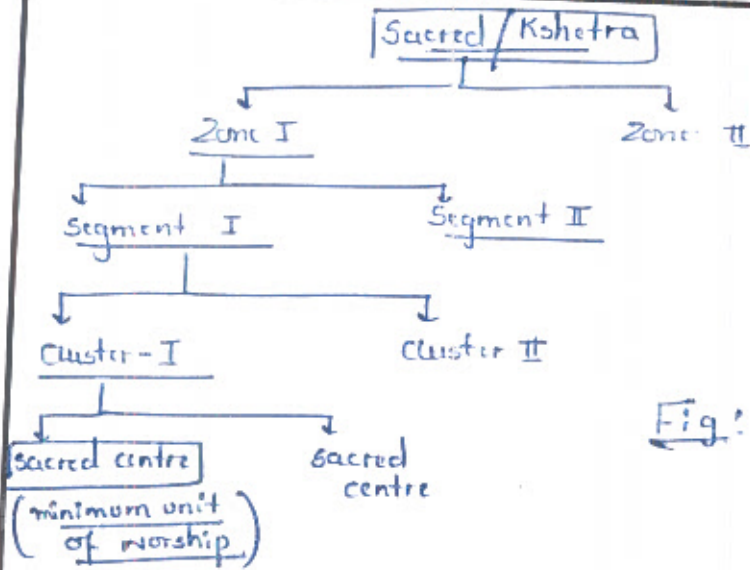 Sacred / Kshetra
Zone I
Zone II
Segment I
Segment II
Cluster-I
Cluster II
Fig:
sacred centre
sacred
centre
(minimum unit
of worship)